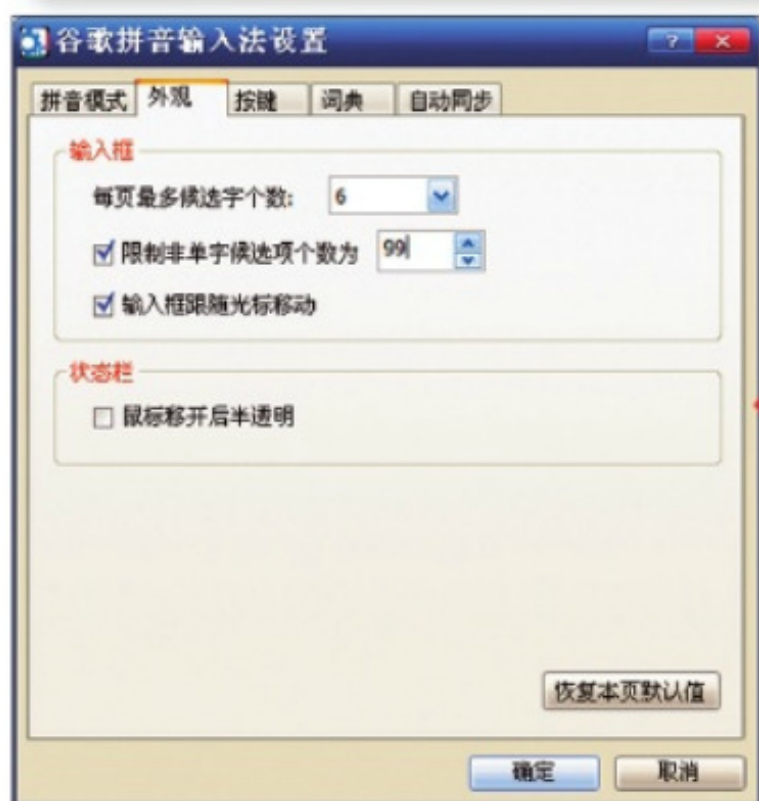 谷歌拼音输入法设置
拼音模式 外观 按键 词典 自动同步
输入框
每页最多候选字个数: 6
限制非单字候选项个数为 99
输入框跟随光标移动
状态栏
鼠标移开后半透明
恢复本页默认值
确定 取消